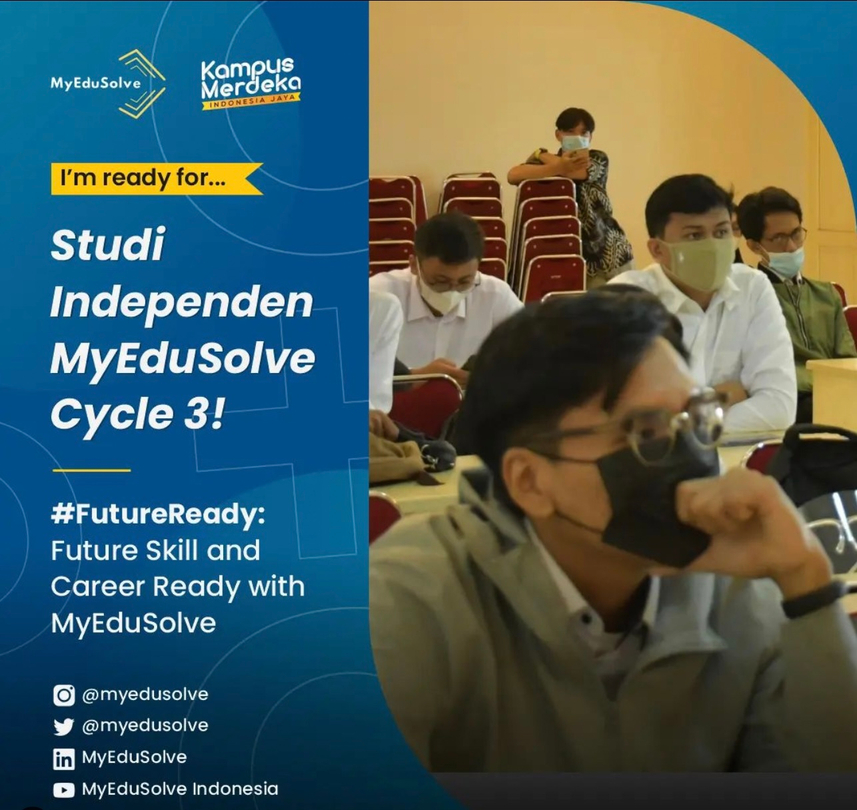 MyEduSolve
Kampus
Merdeka
INDONESIA JAYA
I'm ready for...
Studi
Independen
MyEduSolve
Cycle 3!
#FutureReady:
Future Skill and
Career Ready with
MyEduSolve
@myedusolve
@myedusolve
MyEduSolve
MyEduSolve Indonesia